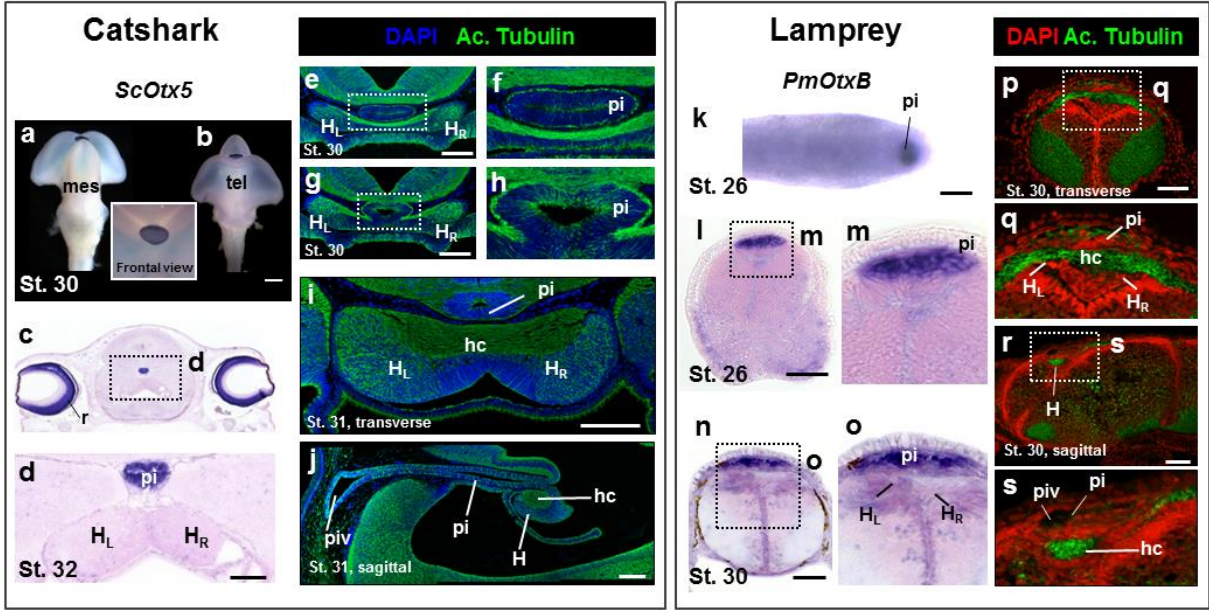 Catshark
DAPI Ac. Tubulin
ScOtx5
a
b
mes
tel
Frontal view
St. 30
c
d
r
d
pi
HL
HR
St. 32
e
HL
HR
St. 30
f
pi
g
HL
HR
St. 30
h
pi
i
pi
hc
HL
HR
St. 31, transverse
j
hc
piv
pi
H
St. 31, sagittal
Lamprey
DAPI Ac. Tubulin
PmOtxB
k
pi
St. 26
l
m
St. 26
m
pi
n
o
St. 30
o
pi
HL
HR
p
q
St. 30, transverse
q
pi
hc
HL
HR
r
s
H
St. 30, sagittal
s
piv
pi
hc